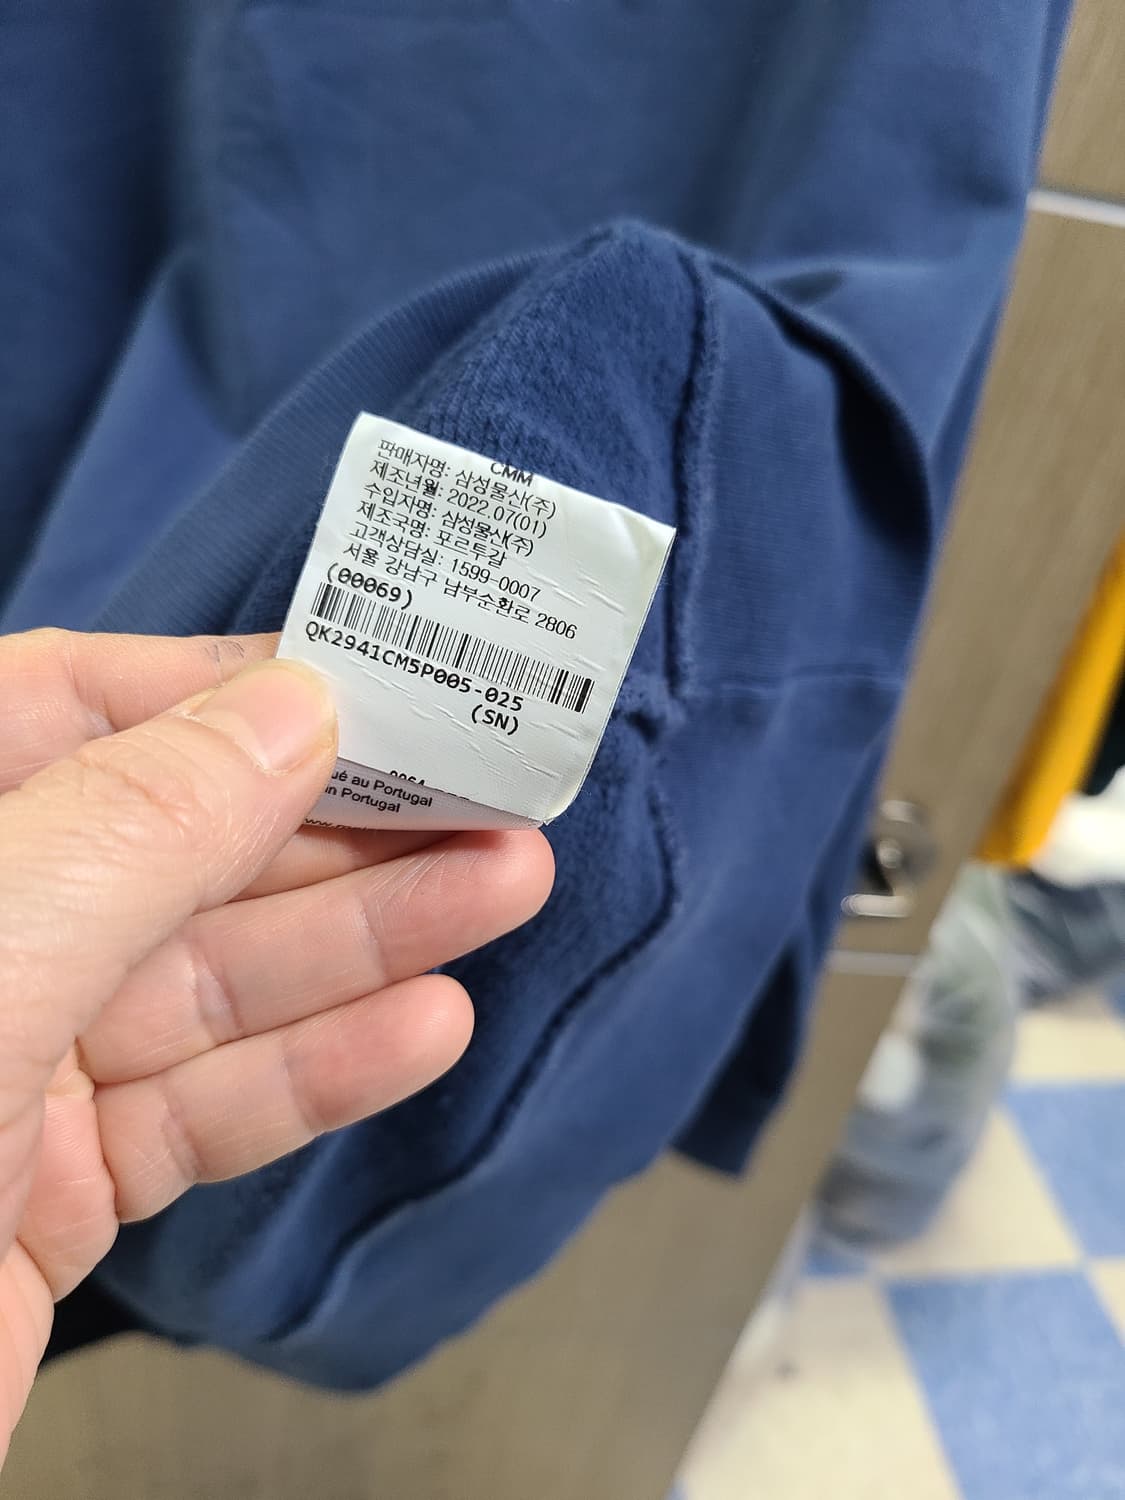 CMM
판매자명: 삼성물산(주)
제조년월: 2022.07(01)
수입자명: 삼성물산(주)
제조국명: 포르투갈
고객상담실: 1599-0007
서울 강남구 남부순환로 2806
(00069)
QK2941CM5P005-025
(SN)
ué au Portugal
in Portugal